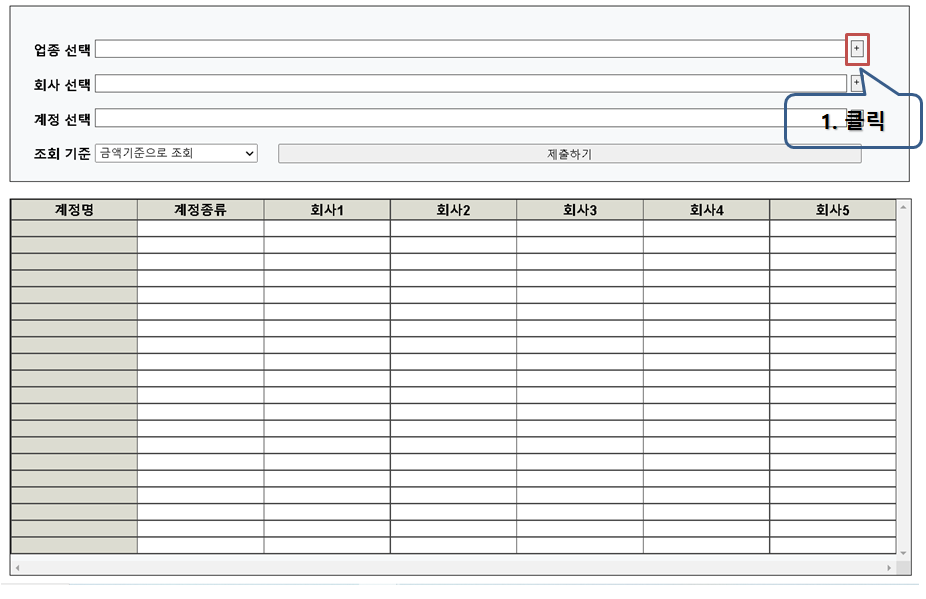 업종 선택 +
회사 선택 +
계정 선택
1. 클릭
조회 기준 금액기준으로 조회 제출하기
계정명 계정종류 회사1 회사2 회사3 회사4 회사5